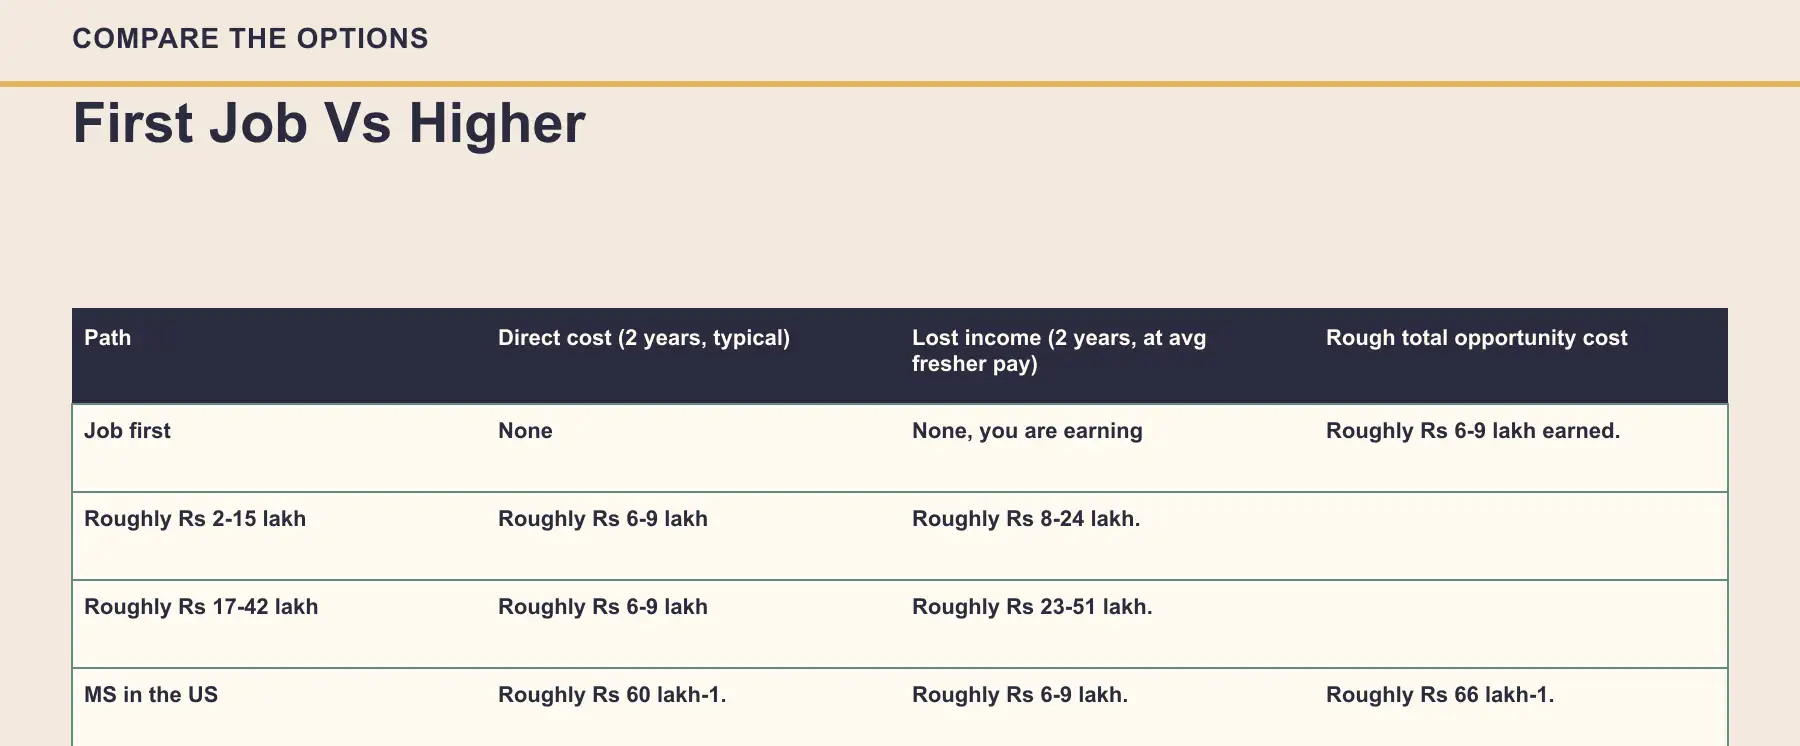 COMPARE THE OPTIONS
First Job Vs Higher
Path
Direct cost (2 years, typical)
Lost income (2 years, at avg
fresher pay)
Rough total opportunity cost
Job first
None
None, you are earning
Roughly Rs 6-9 lakh earned.
Roughly Rs 2-15 lakh
Roughly Rs 6-9 lakh
Roughly Rs 8-24 lakh.
Roughly Rs 17-42 lakh
Roughly Rs 6-9 lakh
Roughly Rs 23-51 lakh.
MS in the US
Roughly Rs 60 lakh-1.
Roughly Rs 6-9 lakh.
Roughly Rs 66 lakh-1.